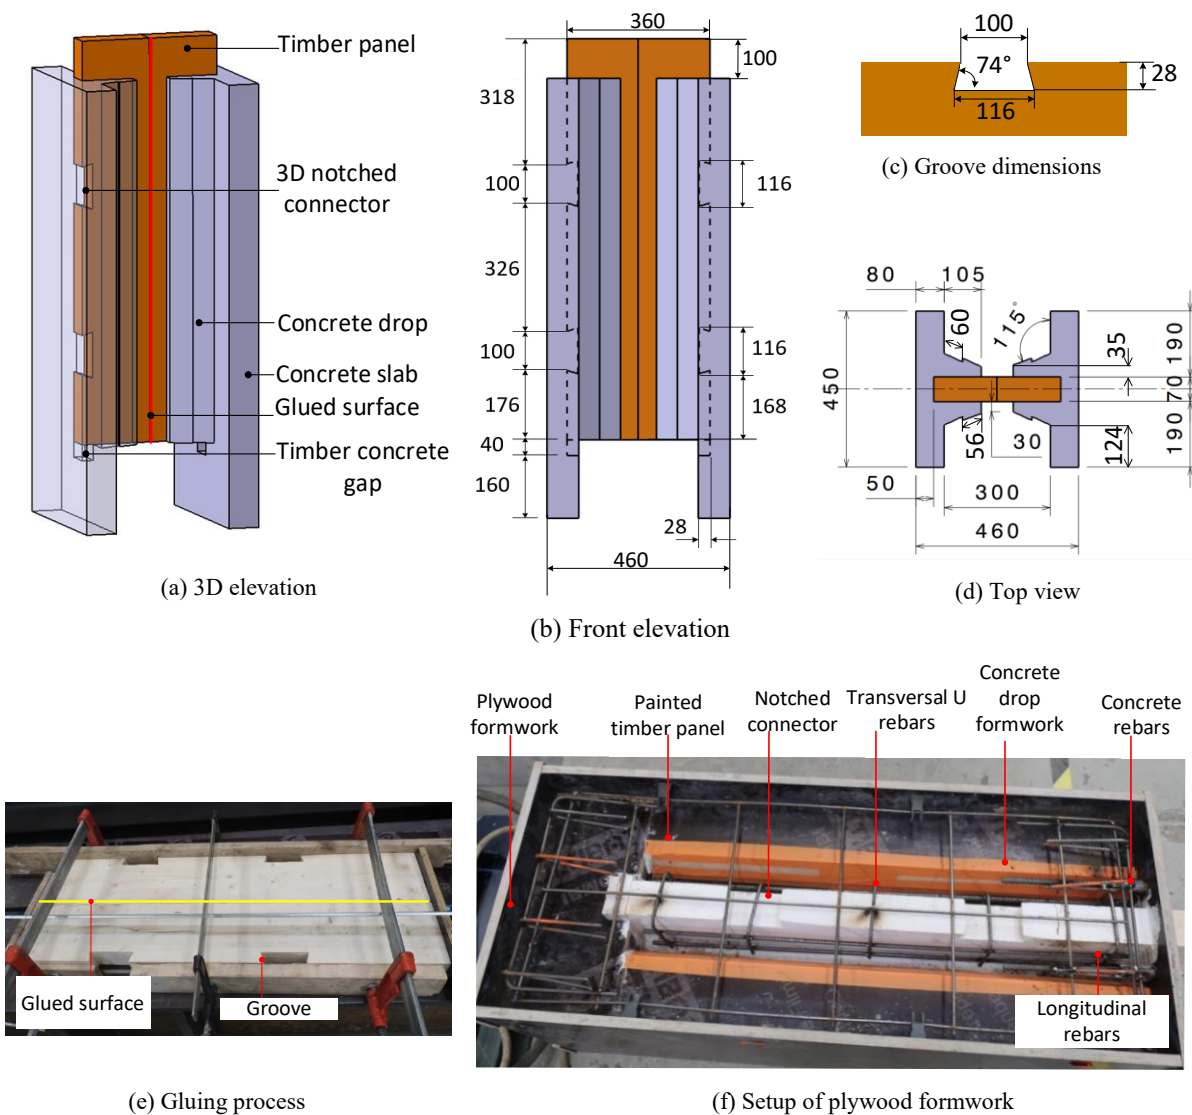 Timber panel
3D notched
connector
Concrete drop
Concrete slab
Glued surface
Timber concrete
gap
(a) 3D elevation
360
100
318
100
116
326
100
116
176
168
40
160
28
460
(b) Front elevation
100
74°
28
116
(c) Groove dimensions
80
105
60
115°
35
190
450
70
56
30
124
190
50
300
460
(d) Top view
Glued surface
Groove
(e) Gluing process
Plywood
formwork
Painted
timber panel
Notched
connector
Transversal U
rebars
Concrete
drop
formwork
Concrete
rebars
Longitudinal
rebars
(f) Setup of plywood formwork